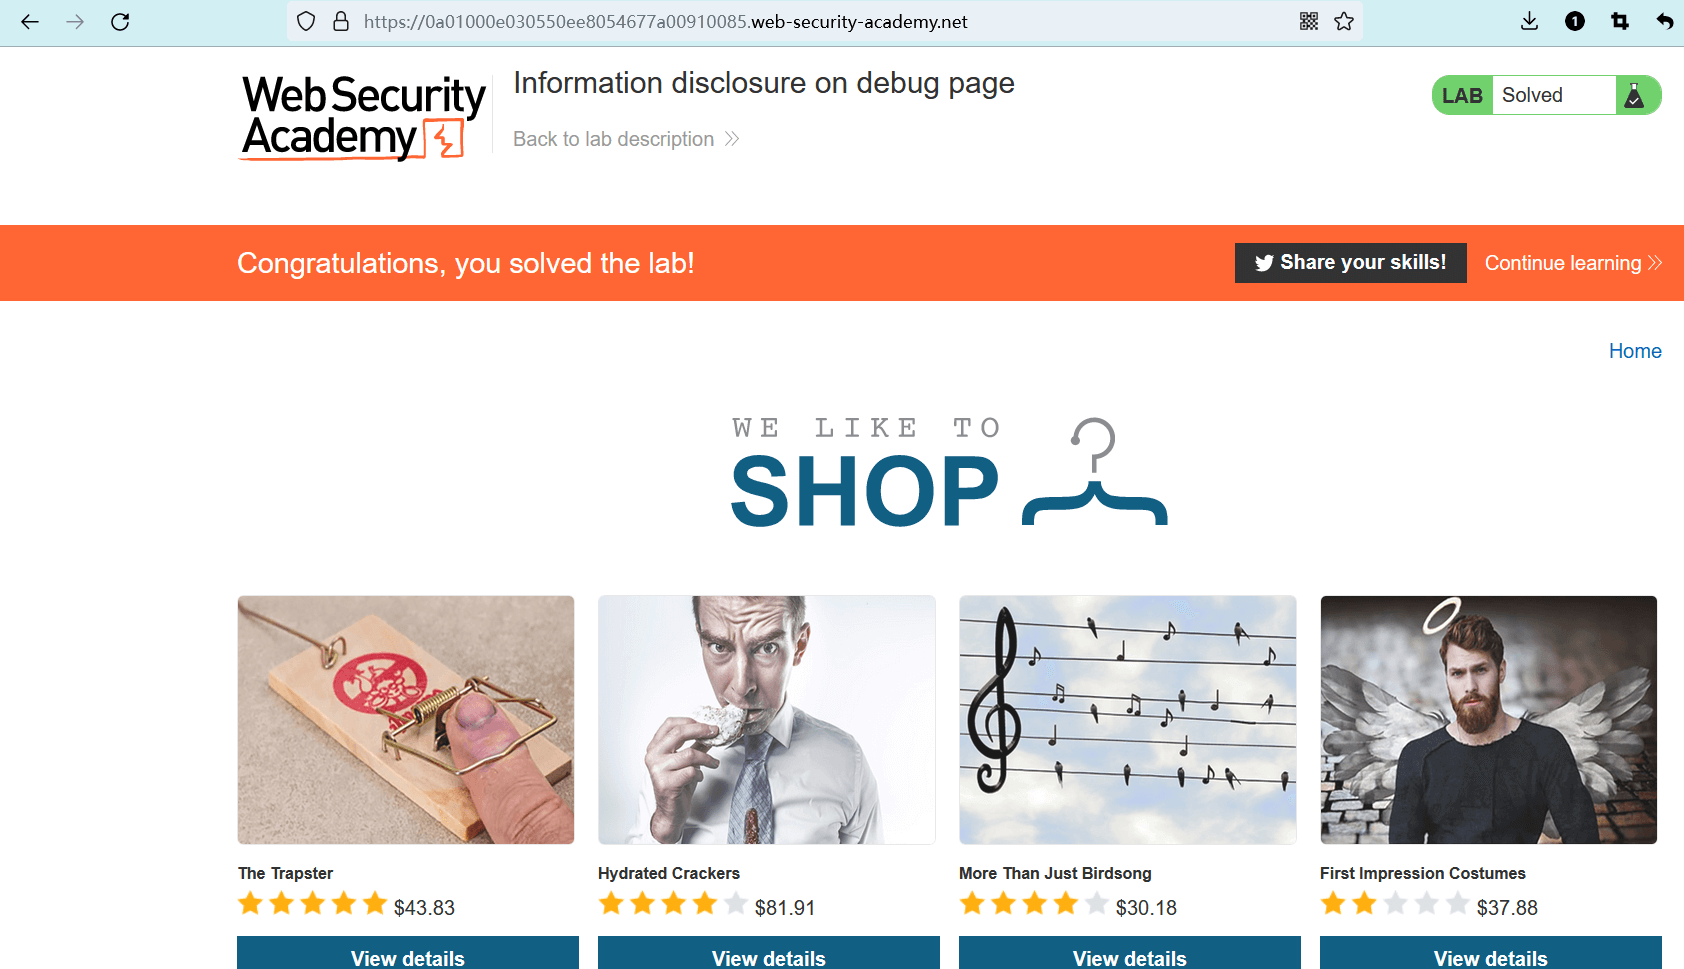 https://0a01000e030550ee8054677a00910085.web-security-academy.net
1
Web Security
Academy
Information disclosure on debug page
Back to lab description
LAB Solved
Congratulations, you solved the lab!
Share your skills!
Continue learning
Home
WE LIKE TO
SHOP
The Trapster
$43.83
View details
Hydrated Crackers
$81.91
View details
More Than Just Birdsong
$30.18
View details
First Impression Costumes
$37.88
View details